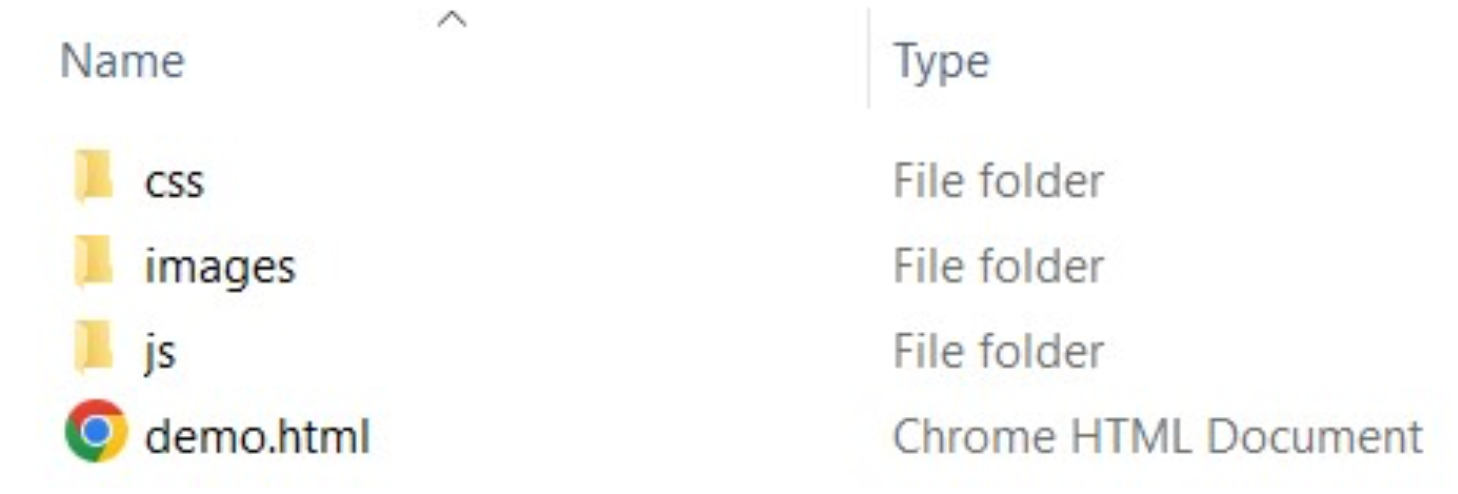 Name Type
css File folder
images File folder
js File folder
demo.html Chrome HTML Document